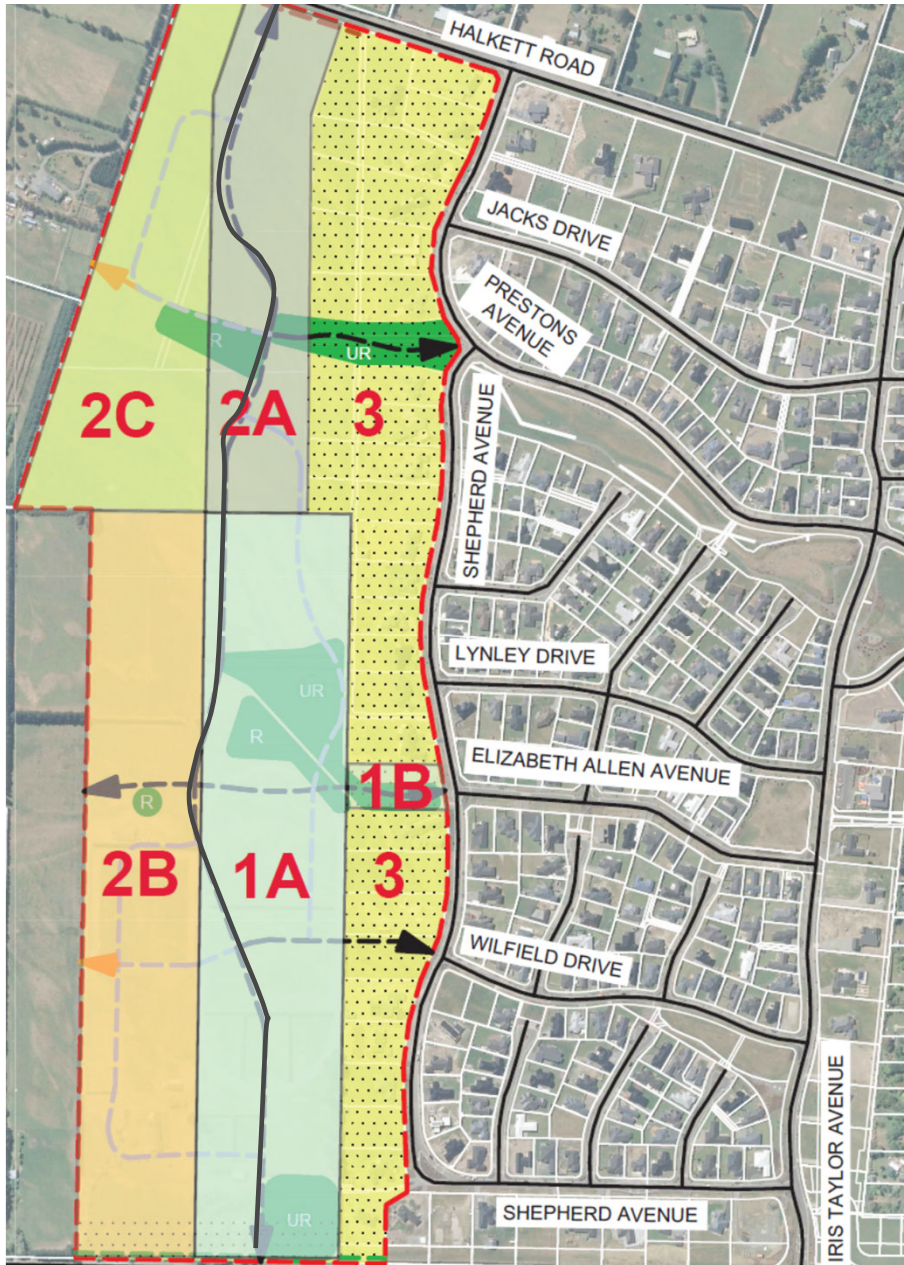 HALKETT ROAD
JACKS DRIVE
PRESTONS
AVENUE
R
UR
2C
2A
3
SHEPHERD AVENUE
LYNLEY DRIVE
UR
R
ELIZABETH ALLEN AVENUE
1B
R
2B
1A
3
WILFIELD DRIVE
IRIS TAYLOR AVENUE
UR
SHEPHERD AVENUE